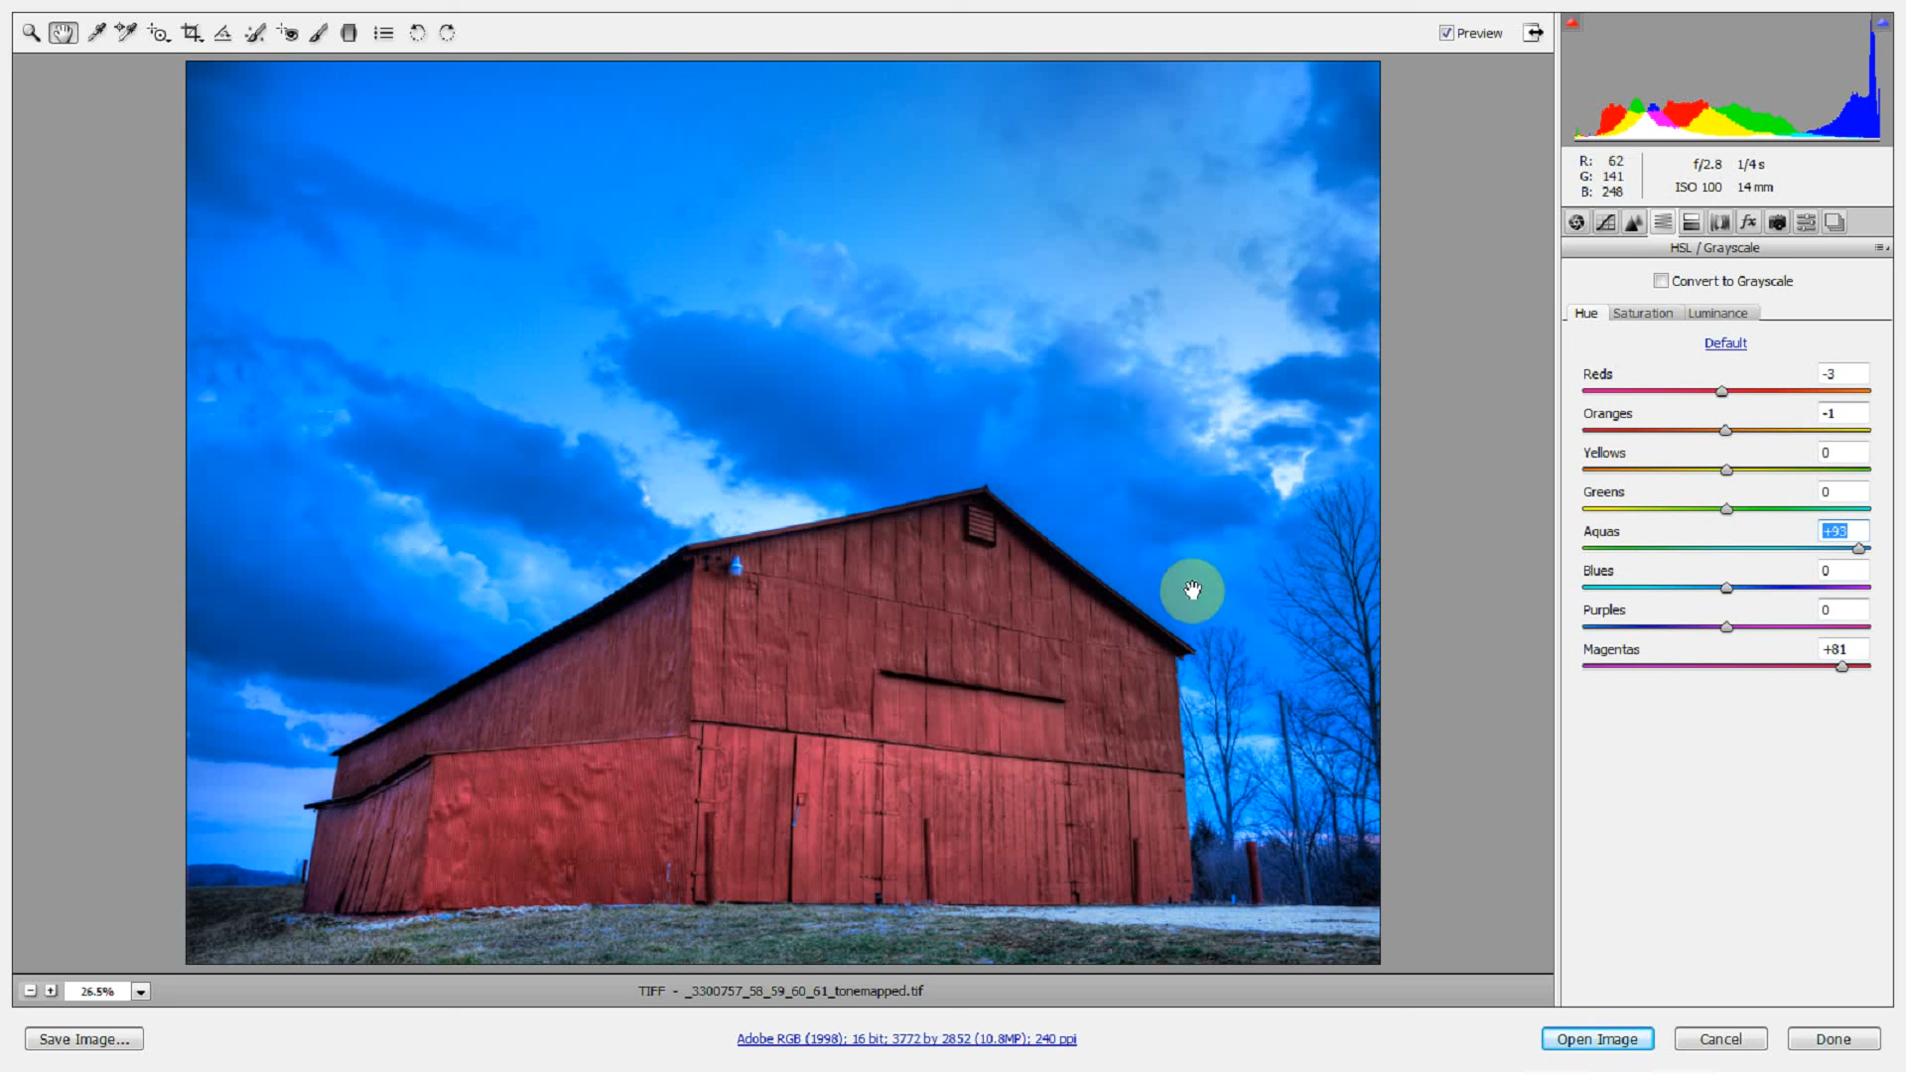 Preview
R: 62
G: 141
B: 248
f/2.8 1/4 s
ISO 100 14 mm
HSL / Grayscale
Convert to Grayscale
Hue Saturation Luminance
Default
Reds -3
Oranges -1
Yellows 0
Greens 0
Aquas +93
Blues 0
Purples 0
Magentas +81
26.5%
TIFF - _3300757_58_59_60_61_tonemapped.tif
Save Image...
Adobe RGB (1998); 16 bit; 3772 by 2852 (10.8MP); 240 ppi
Open Image
Cancel
Done